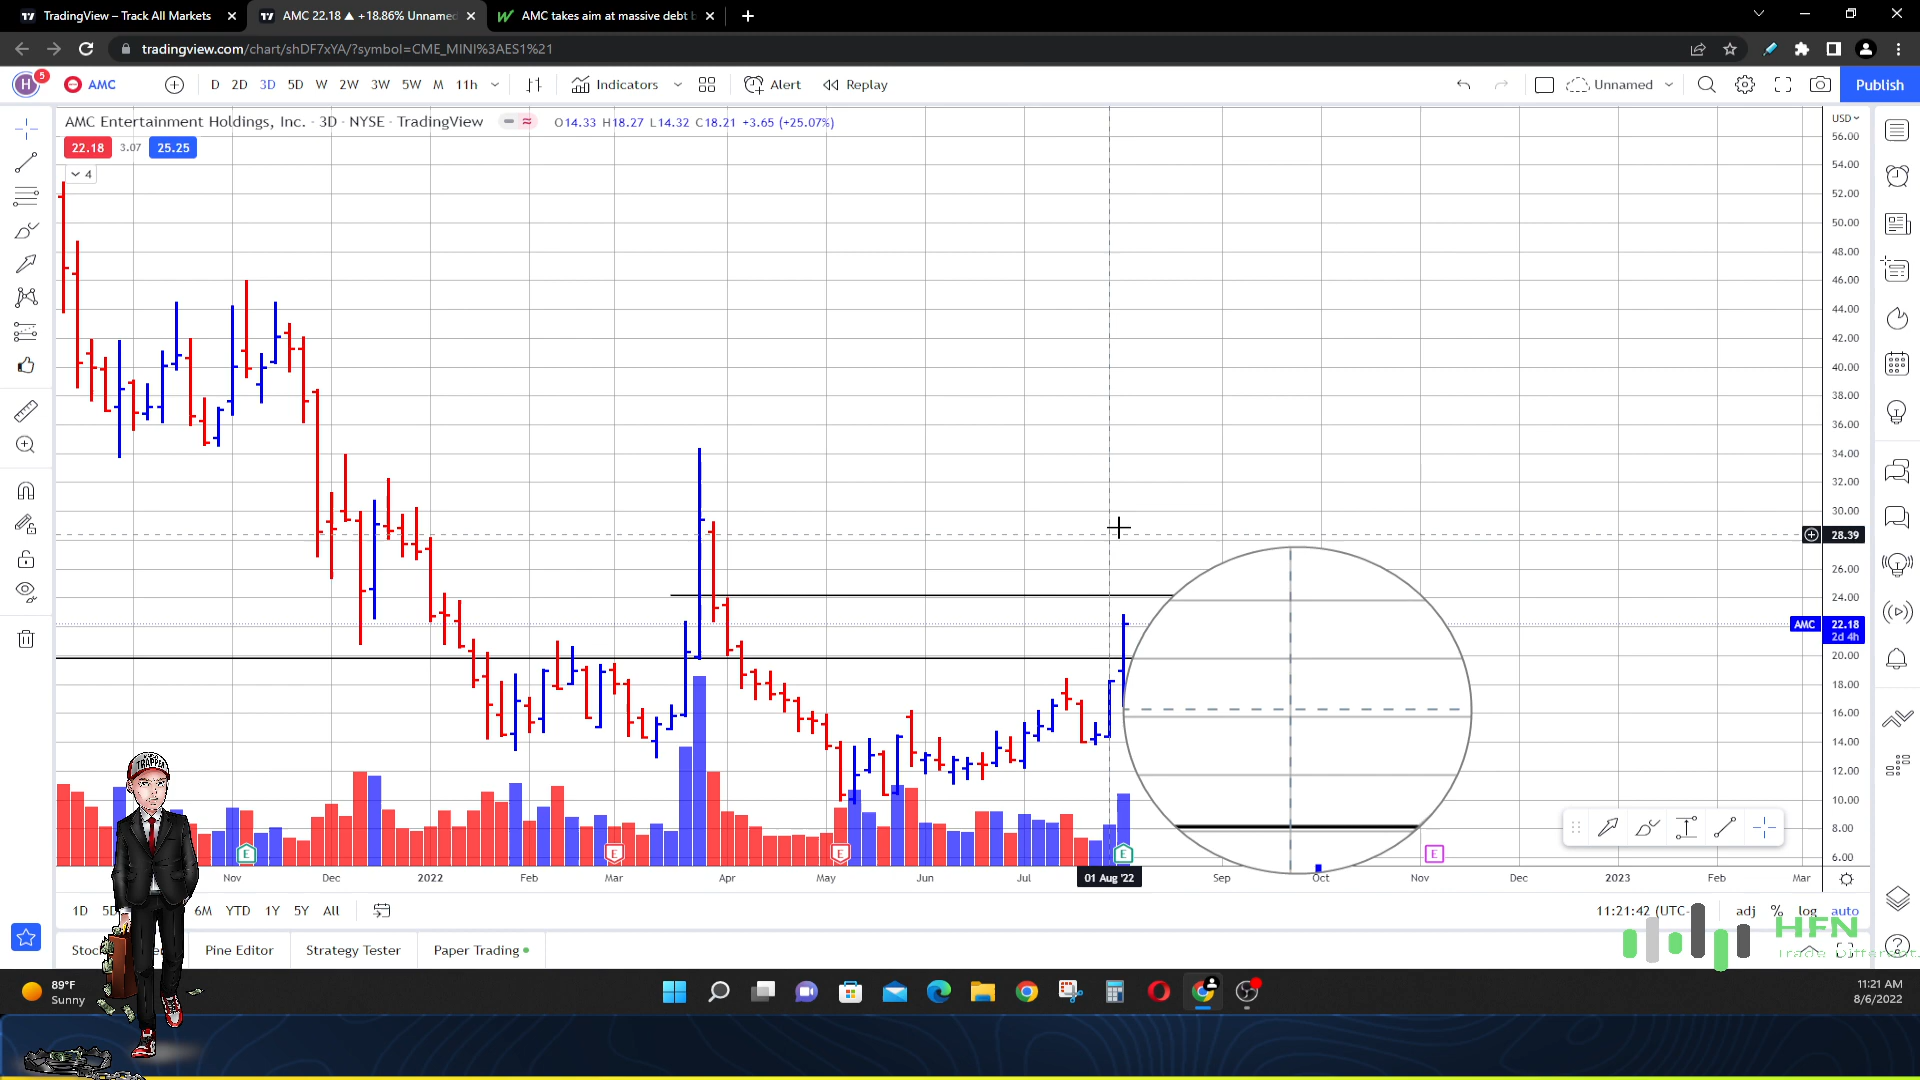 TradingView – Track All Markets
AMC 22.18 ▲ +18.86% Unnamed
AMC takes aim at massive debt b
tradingview.com/chart/shDF7xYA/?symbol=CME_MINI%3AES1%21
H 5 AMC D 2D 3D 5D W 2W 3W 5W M 11h Indicators Alert Replay Unnamed Publish
AMC Entertainment Holdings, Inc. · 3D · NYSE · TradingView O14.33 H18.27 L14.32 C18.21 +3.65 (+25.07%)
USD
22.18 3.07 25.25
4
56.00
54.00
52.00
50.00
48.00
46.00
44.00
42.00
40.00
38.00
36.00
34.00
32.00
30.00
28.39
26.00
24.00
AMC 22.18
2d 4h
20.00
18.00
16.00
14.00
12.00
10.00
8.00
6.00
TRAPPER
E E E E E
Nov Dec 2022 Feb Mar Apr May Jun Jul 01 Aug '22 Sep Oct Nov Dec 2023 Feb Mar
1D 5D 6M YTD 1Y 5Y All 11:21:42 (UTC- adj % log auto
HFN
Trade Different.
Stoc Pine Editor Strategy Tester Paper Trading
89°F
Sunny
11:21 AM
8/6/2022